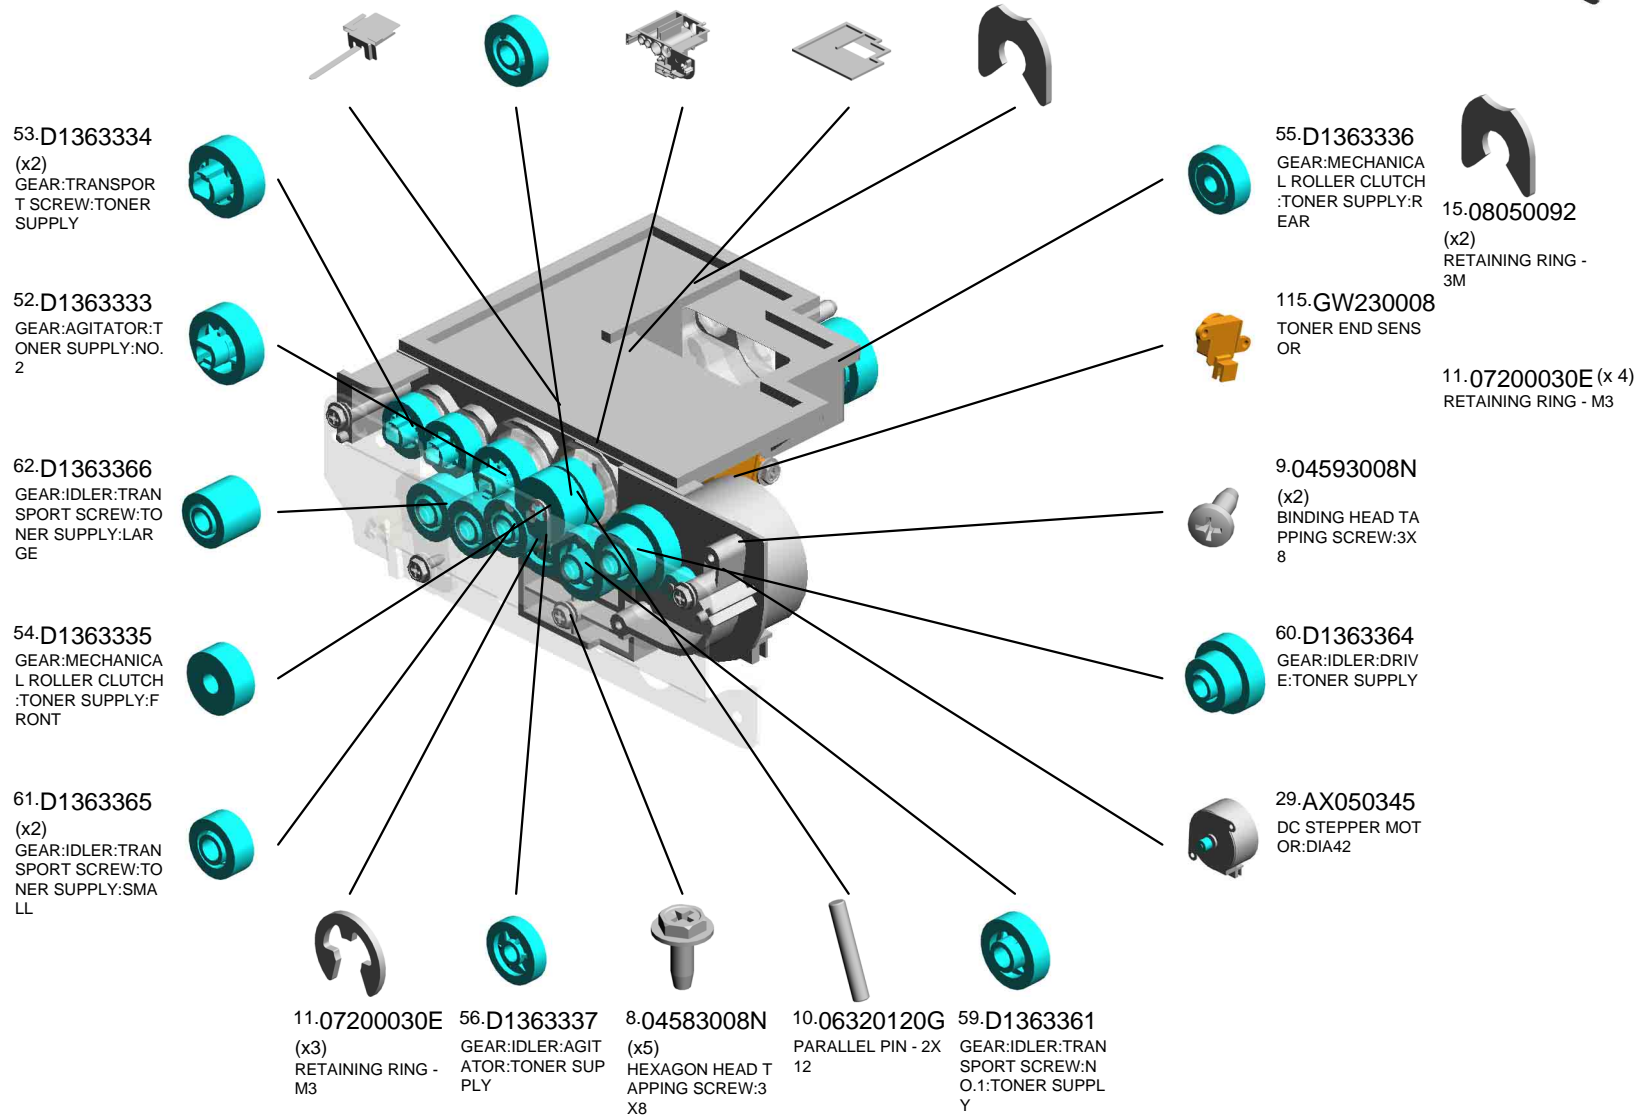 53.D1363334
(x2)
GEAR:TRANSPOR
T SCREW:TONER
SUPPLY
52.D1363333
GEAR:AGITATOR:T
ONER SUPPLY:NO.
2
62.D1363366
GEAR:IDLER:TRAN
SPORT SCREW:TO
NER SUPPLY:LAR
GE
54.D1363335
GEAR:MECHANICA
L ROLLER CLUTCH
:TONER SUPPLY:F
RONT
61.D1363365
(x2)
GEAR:IDLER:TRAN
SPORT SCREW:TO
NER SUPPLY:SMA
LL
11.07200030E
(x3)
RETAINING RING -
M3
56.D1363337
GEAR:IDLER:AGIT
ATOR:TONER SUP
PLY
8.04583008N
(x5)
HEXAGON HEAD T
APPING SCREW:3
X8
10.06320120G
PARALLEL PIN - 2X
12
59.D1363361
GEAR:IDLER:TRAN
SPORT SCREW:N
O.1:TONER SUPPL
Y
55.D1363336
GEAR:MECHANICA
L ROLLER CLUTCH
:TONER SUPPLY:R
EAR
115.GW230008
TONER END SENS
OR
9.04593008N
(x2)
BINDING HEAD TA
PPING SCREW:3X
8
60.D1363364
GEAR:IDLER:DRIV
E:TONER SUPPLY
29.AX050345
DC STEPPER MOT
OR:DIA42
15.08050092
(x2)
RETAINING RING -
3M
11.07200030E (x 4)
RETAINING RING - M3